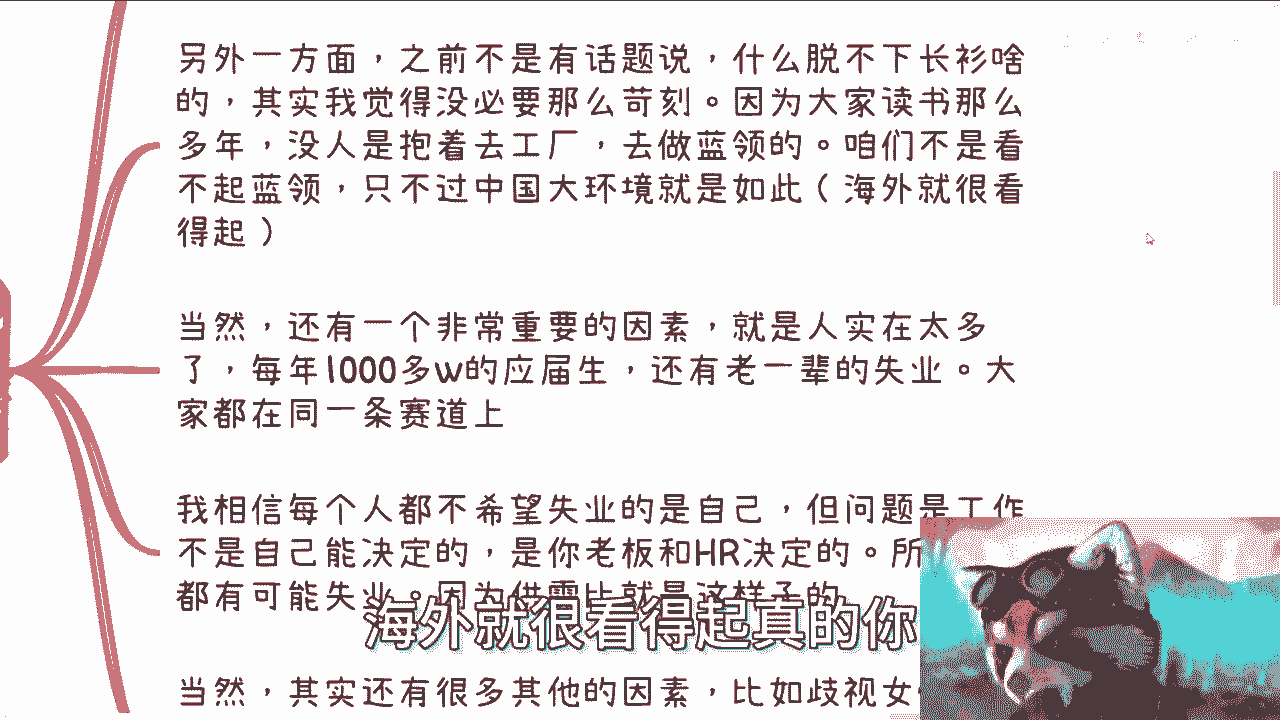 另外一方面，之前不是有话题说，什么脱不下长衫啥
的，其实我觉得没必要那么苛刻。因为大家读书那么
多年，没人是抱着去工厂，去做蓝领的。咱们不是看
不起蓝领，只不过中国大环境就是如此（海外就很看
得起）
当然，还有一个非常重要的因素，就是人实在太多
了，每年1000多w的应届生，还有老一辈的失业。大
家都在同一条赛道上
我相信每个人都不希望失业的是自己，但问题是工作
不是自己能决定的，是你老板和HR决定的。所
都有可能失业。因为供需比就是这样子的
海外就很看得起真的你
当然，其实还有很多其他的因素，比如歧视女